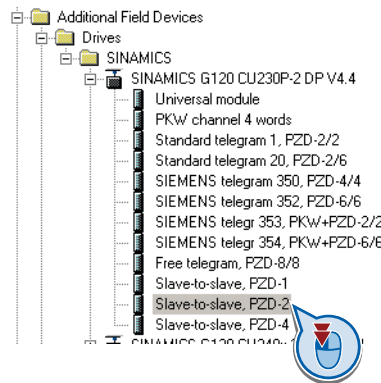 Additional Field Devices
Drives
SINAMICS
SINAMICS G120 CU230P-2 DP V4.4
Universal module
PKW channel 4 words
Standard telegram 1, PZD-2/2
Standard telegram 20, PZD-2/6
SIEMENS telegram 350, PZD-4/4
SIEMENS telegram 352, PZD-6/6
SIEMENS telegr 353, PKW+PZD-2/2
SIEMENS telegr 354, PKW+PZD-6/6
Free telegram, PZD-8/8
Slave-to-slave, PZD-1
Slave-to-slave, PZD-2
Slave-to-slave, PZD-4
SINAMICS G120